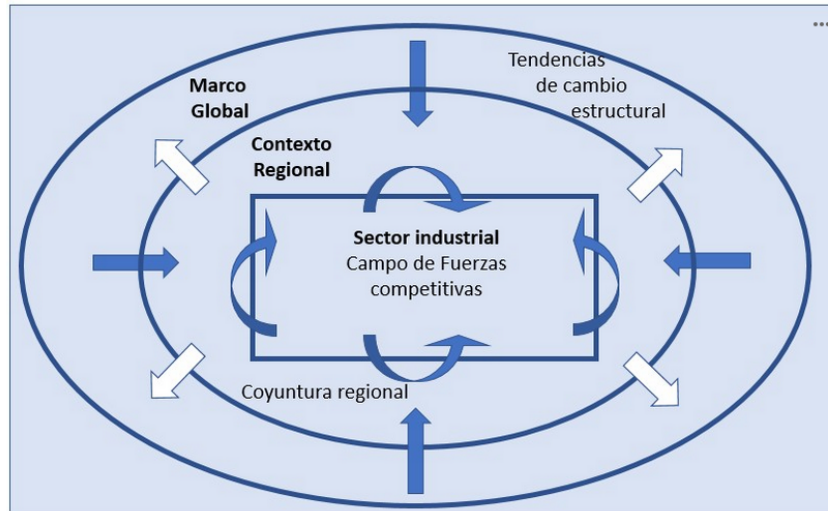 Marco
Global
Tendencias
de cambio
estructural
Contexto
Regional
Sector industrial
Campo de Fuerzas
competitivas
Coyuntura regional